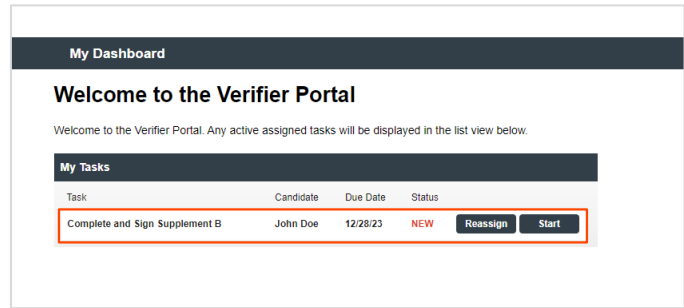 My Dashboard
Welcome to the Verifier Portal
Welcome to the Verifier Portal. Any active assigned tasks will be displayed in the list view below.
My Tasks
Task Candidate Due Date Status
Complete and Sign Supplement B John Doe 12/28/23 NEW Reassign Start